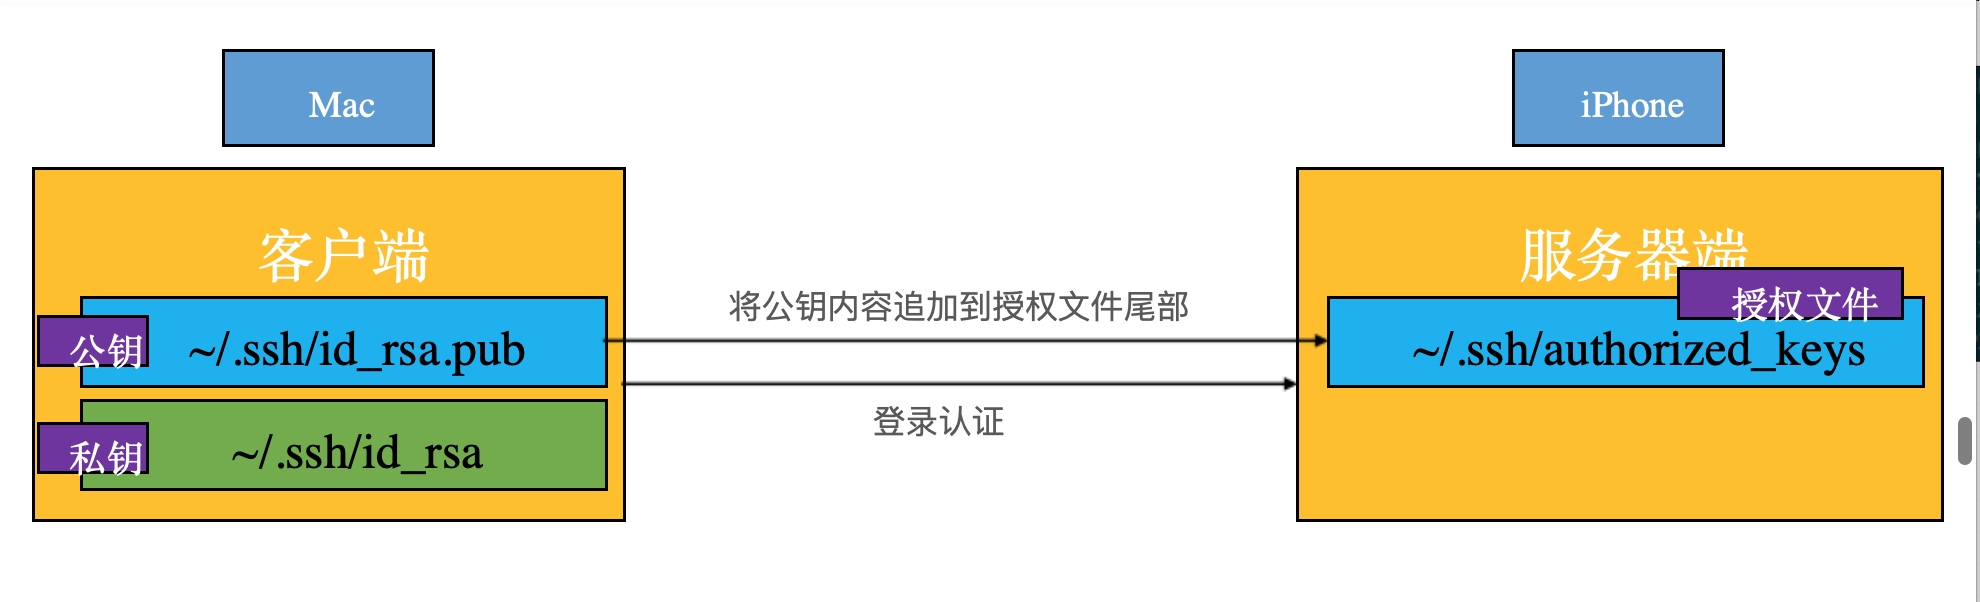 Mac
iPhone
客户端
服务器端
将公钥内容追加到授权文件尾部
授权文件
公钥
~/.ssh/id_rsa.pub
~/.ssh/authorized_keys
登录认证
私钥
~/.ssh/id_rsa